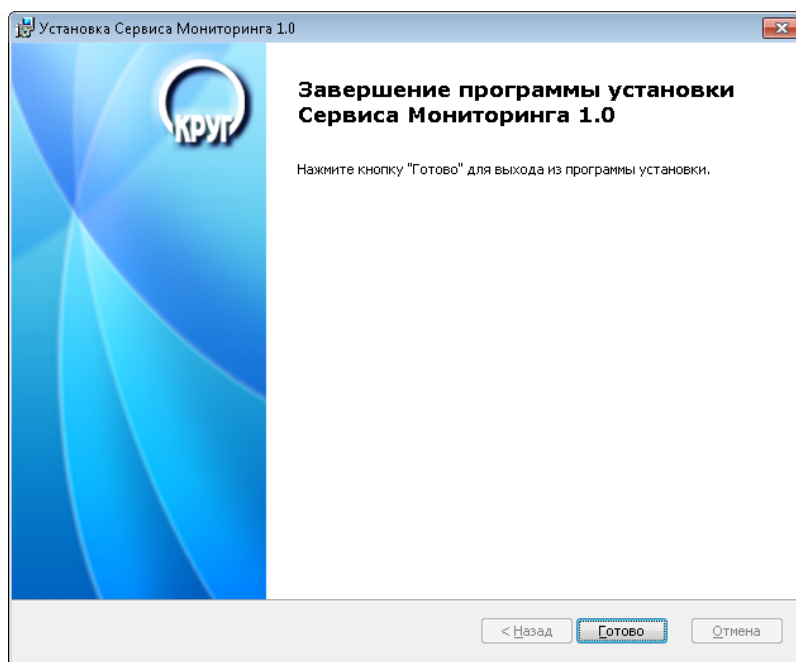 Установка Сервиса Мониторинга 1.0
КРУГ
Завершение программы установки
Сервиса Мониторинга 1.0
Нажмите кнопку "Готово" для выхода из программы установки.
< Назад
Готово
Отмена